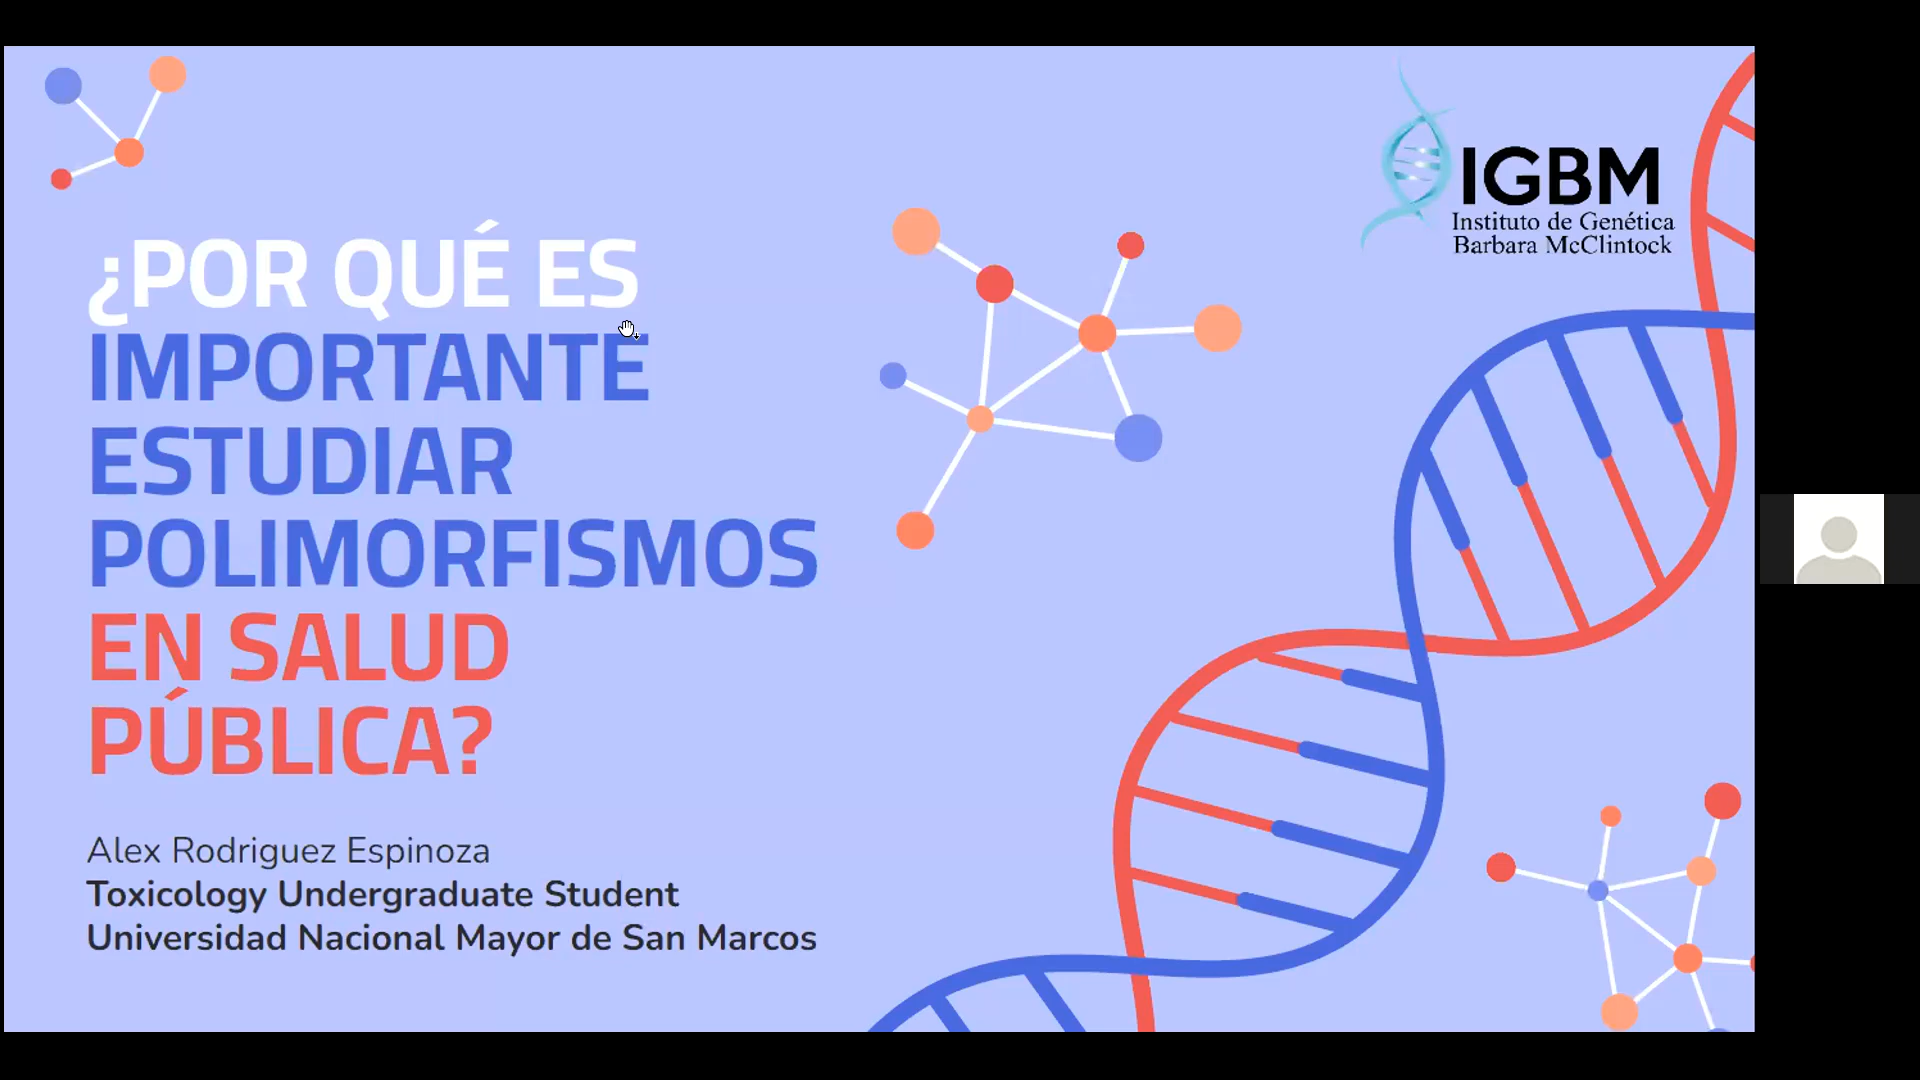 IGBM
Instituto de Genética
Barbara McClintock
¿POR QUÉ ES
IMPORTANTE
ESTUDIAR
POLIMORFISMOS
EN SALUD
PÚBLICA?
Alex Rodriguez Espinoza
Toxicology Undergraduate Student
Universidad Nacional Mayor de San Marcos